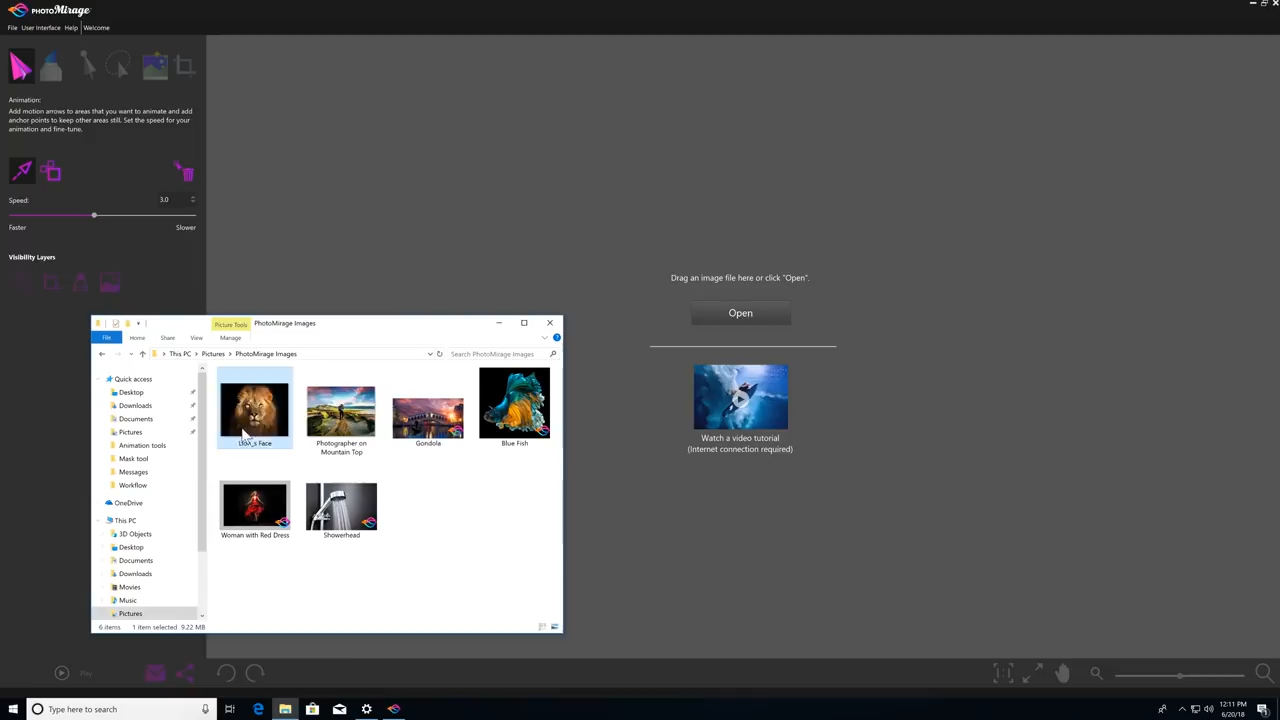 PHOTOMirage
File User Interface Help Welcome
Animation:
Add motion arrows to areas that you want to animate and add
anchor points to keep other areas still. Set the speed for your
animation and fine-tune.
Speed: 3.0
Faster Slower
Visibility Layers
Drag an image file here or click "Open".
Open
Watch a video tutorial
(Internet connection required)
Picture Tools PhotoMirage Images
File Home Share View Manage
This PC Pictures PhotoMirage Images Search PhotoMirage Images
Quick access
Desktop
Downloads
Documents
Pictures
Animation tools
Mask tool
Messages
Workflow
OneDrive
This PC
3D Objects
Desktop
Documents
Downloads
Movies
Music
Pictures
Face
Photographer on
Mountain Top
Gondola
Blue Fish
Woman with Red Dress
Showerhead
6 items 1 item selected 9.22 MB
Play
Type here to search
12:11 PM
6/20/18